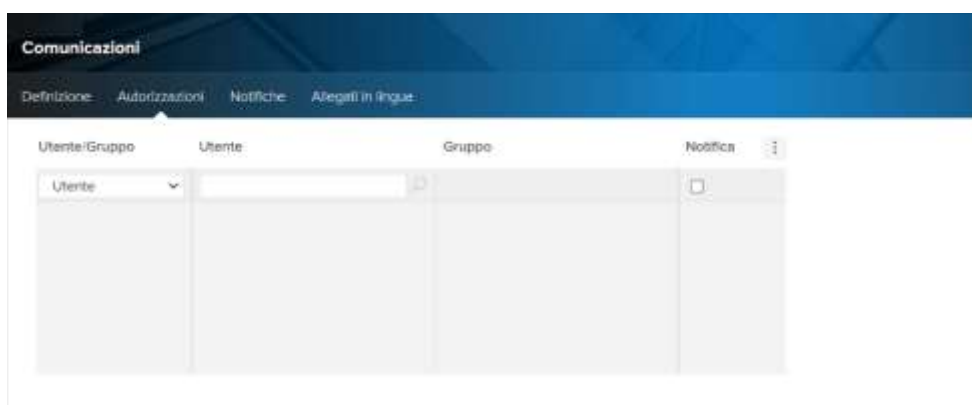 Comunicazioni
Definizione Autorizzazioni Notifiche Allegati in lingue
Utente/Gruppo Utente Gruppo Notifica
Utente